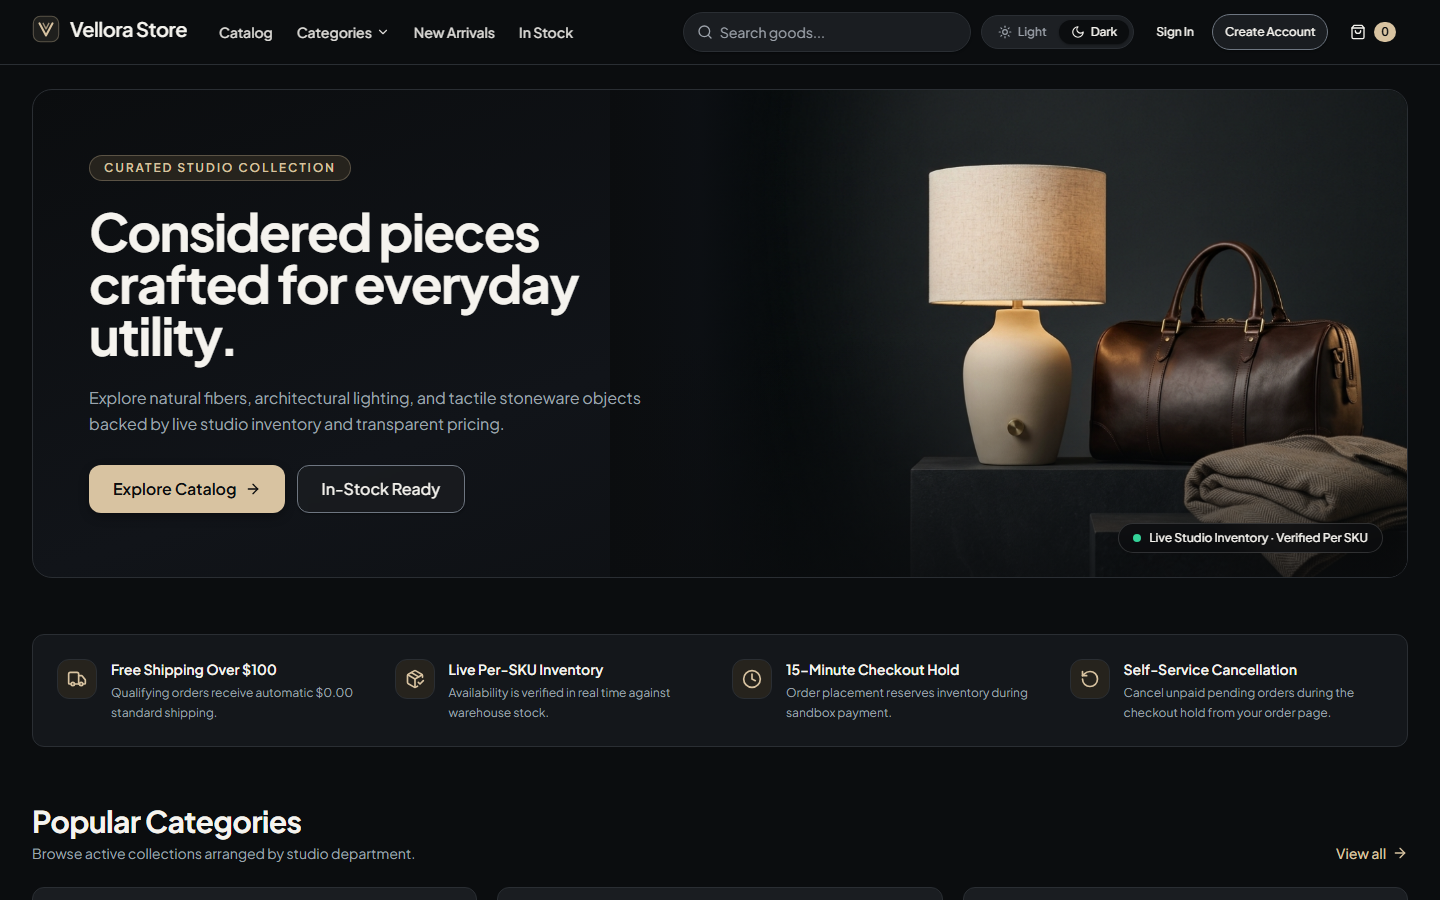 Vellora Store
Catalog
Categories
New Arrivals
In Stock
Search goods...
Light
Dark
Sign In
Create Account
0
CURATED STUDIO COLLECTION
Considered pieces
crafted for everyday
utility.
Explore natural fibers, architectural lighting, and tactile stoneware objects
backed by live studio inventory and transparent pricing.
Explore Catalog
In-Stock Ready
Live Studio Inventory · Verified Per SKU
Free Shipping Over $100
Qualifying orders receive automatic $0.00
standard shipping.
Live Per-SKU Inventory
Availability is verified in real time against
warehouse stock.
15-Minute Checkout Hold
Order placement reserves inventory during
sandbox payment.
Self-Service Cancellation
Cancel unpaid pending orders during the
checkout hold from your order page.
Popular Categories
Browse active collections arranged by studio department.
View all